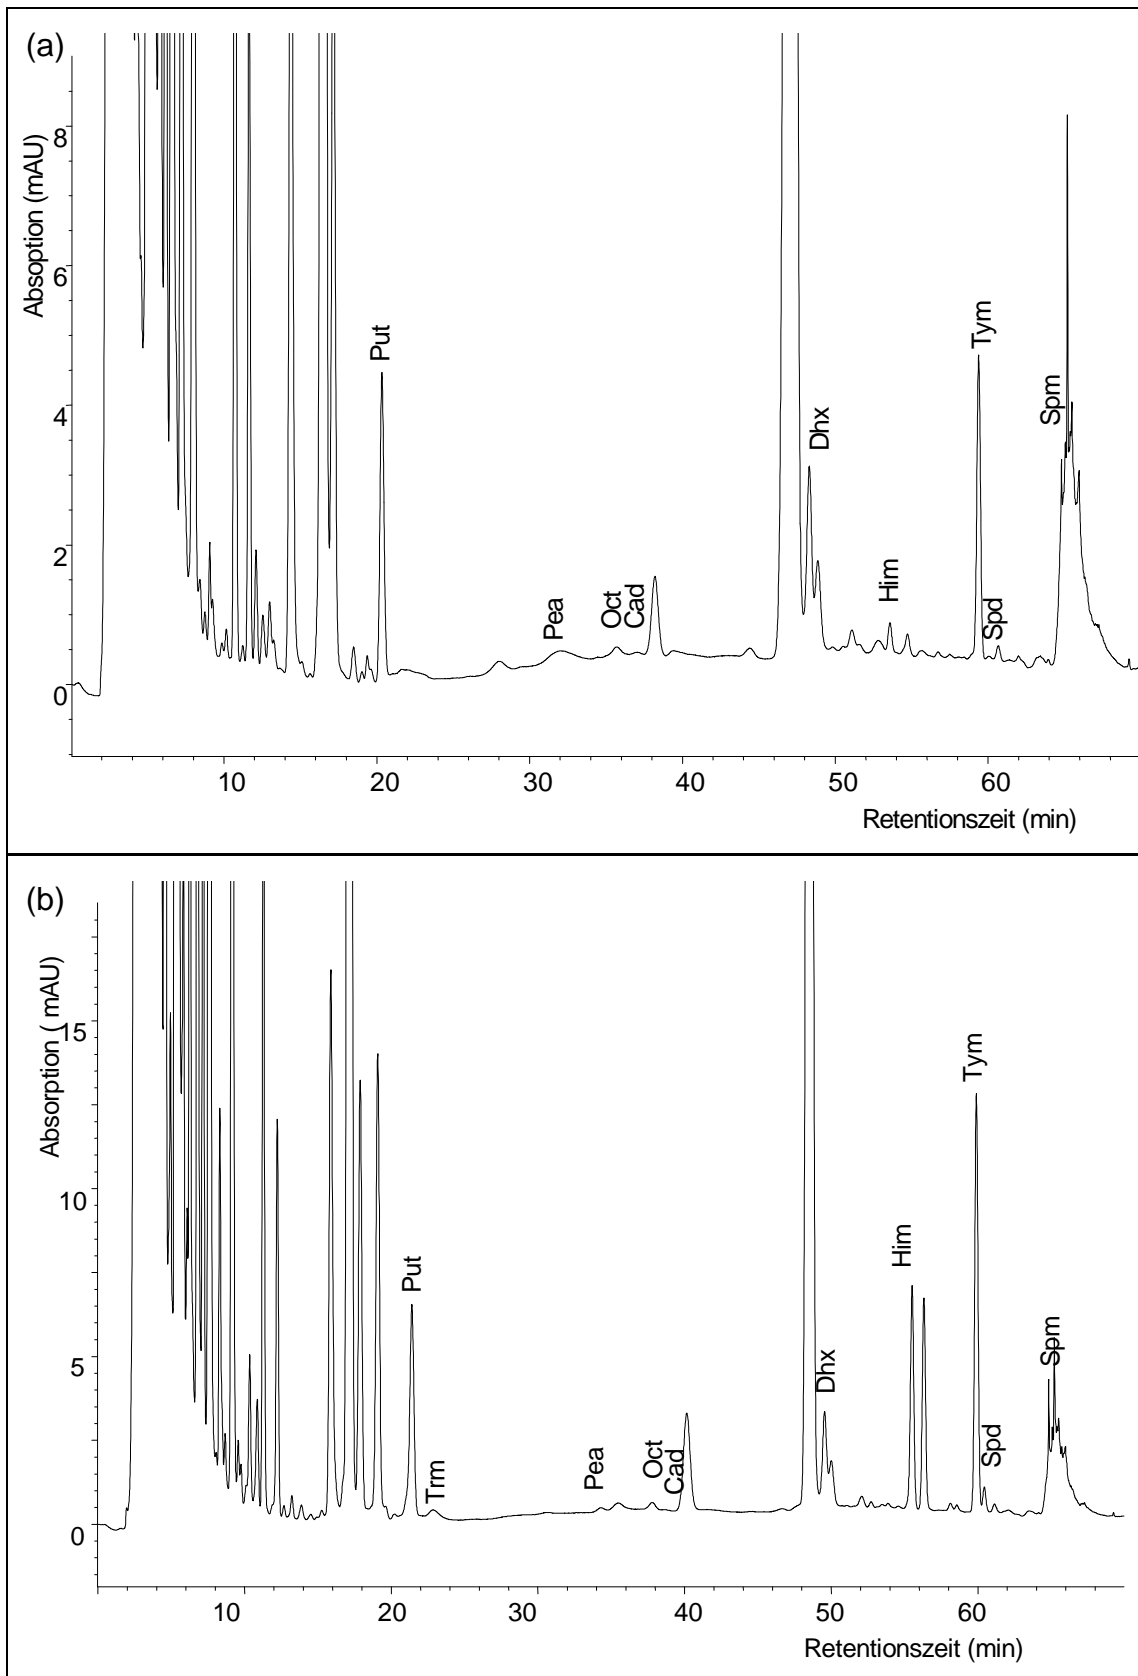 (a)
Absoption (mAU)
8
6
4
2
0
Put
Pea
Oct
Cad
Dhx
Him
Tym
Spd
Spm
10 20 30 40 50 60
Retentionszeit (min)
(b)
Absorption ( mAU)
15
10
5
0
Put
Trm
Pea
Oct
Cad
Dhx
Him
Tym
Spd
Spm
10 20 30 40 50 60
Retentionszeit (min)